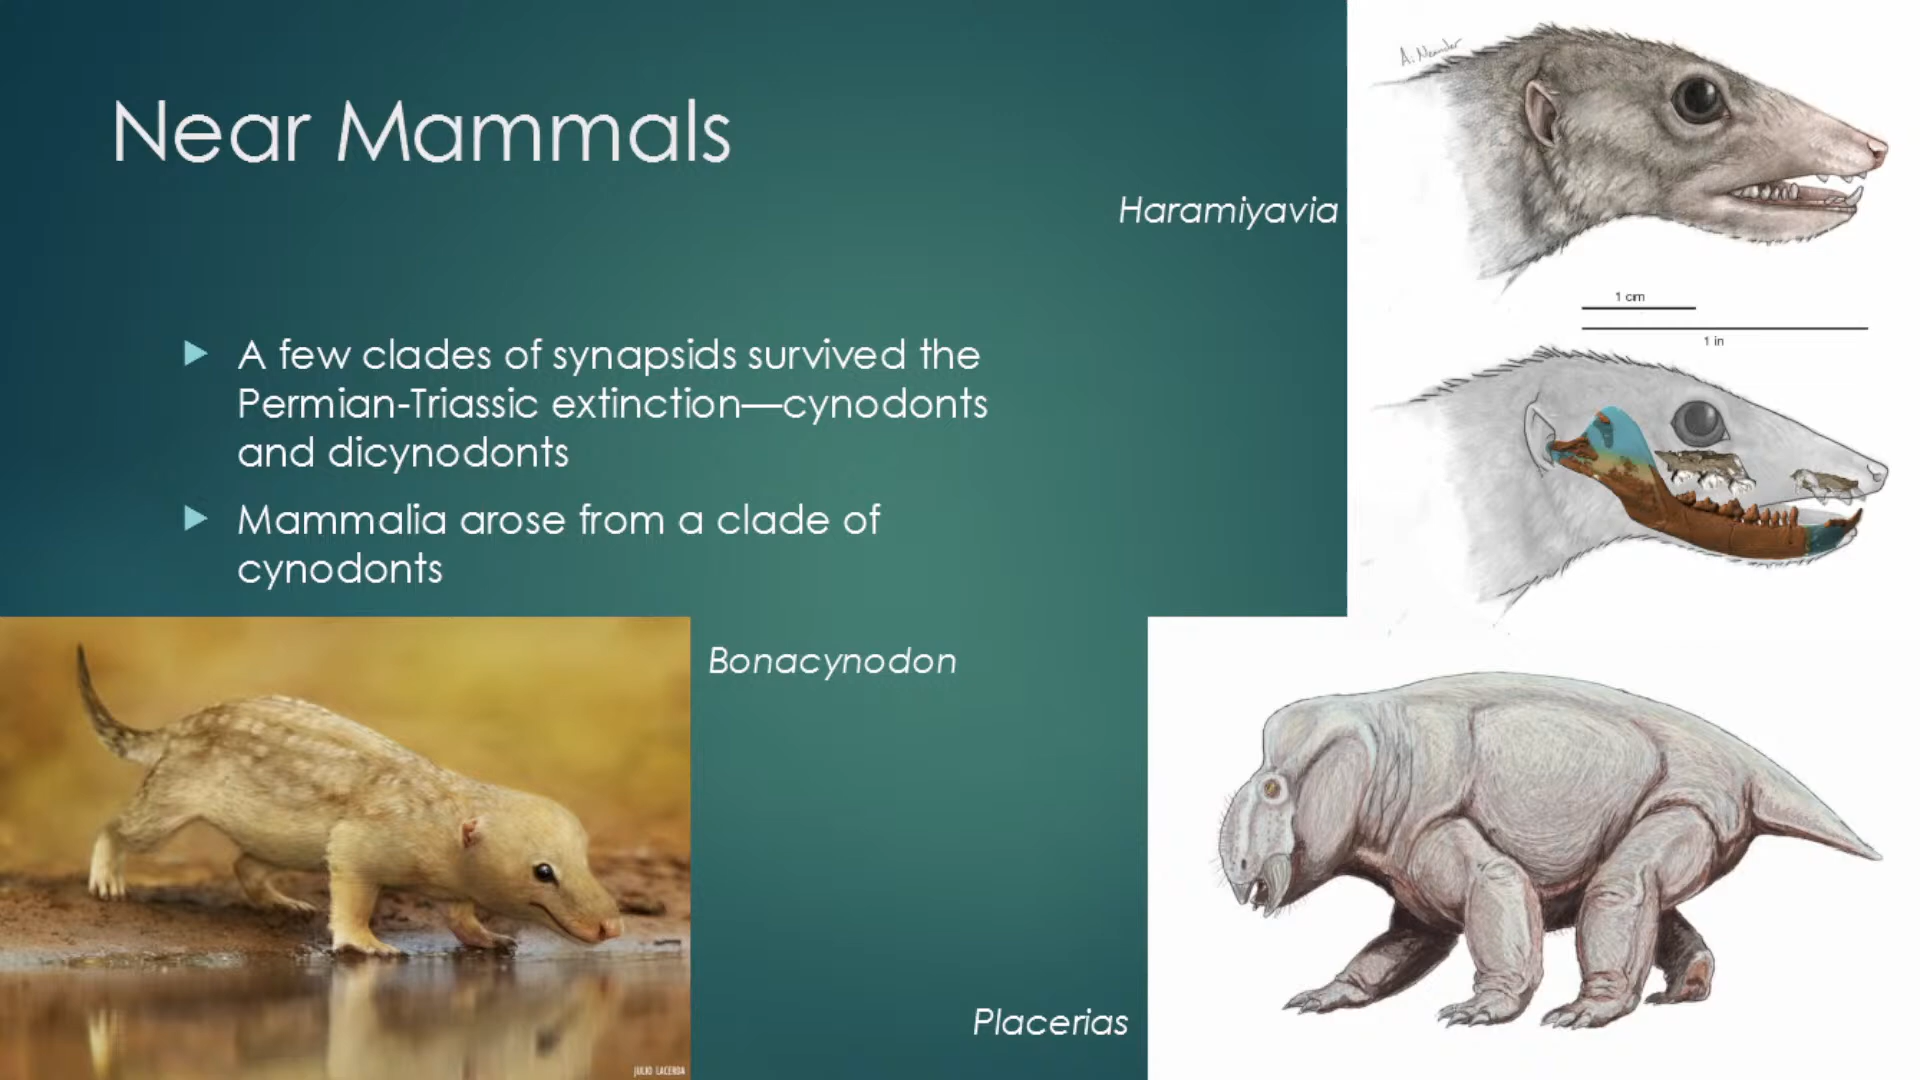 Near Mammals
Haramiyavia
1 cm
1 in
A few clades of synapsids survived the
Permian-Triassic extinction—cynodonts
and dicynodonts
Mammalia arose from a clade of
cynodonts
Bonacynodon
Placerias
JULIO LACERDA
A. Neander